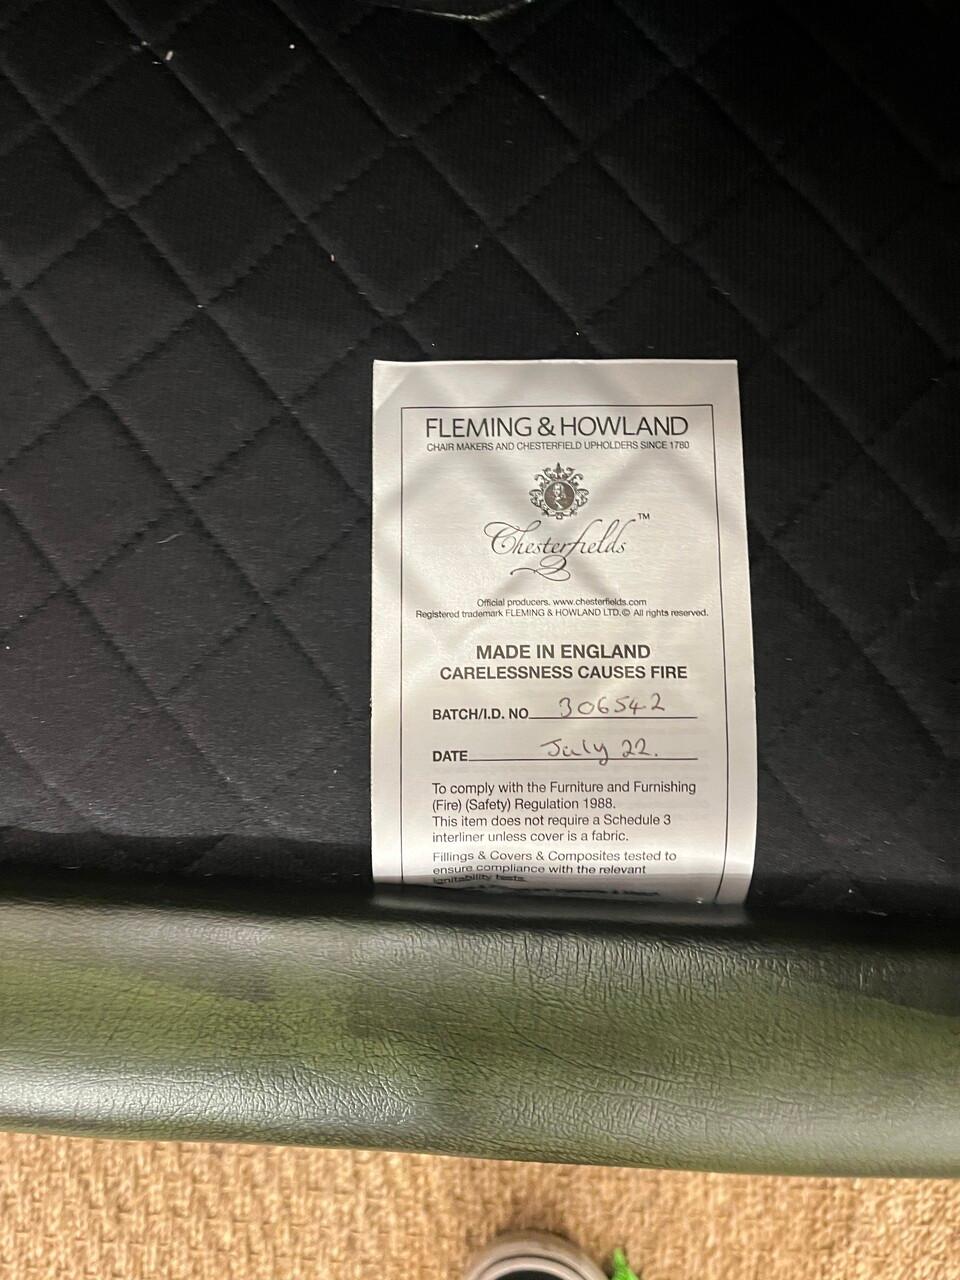 FLEMING & HOWLAND
CHAIR MAKERS AND CHESTERFIELD UPHOLDERS SINCE 1780
Chesterfields™
Official producers. www.chesterfields.com
Registered trademark FLEMING & HOWLAND LTD.© All rights reserved.
MADE IN ENGLAND
CARELESSNESS CAUSES FIRE
BATCH/I.D. NO 306542
DATE July 22.
To comply with the Furniture and Furnishing
(Fire) (Safety) Regulation 1988.
This item does not require a Schedule 3
interliner unless cover is a fabric.
Fillings & Covers & Composites tested to
ensure compliance with the relevant
ignitability tests.